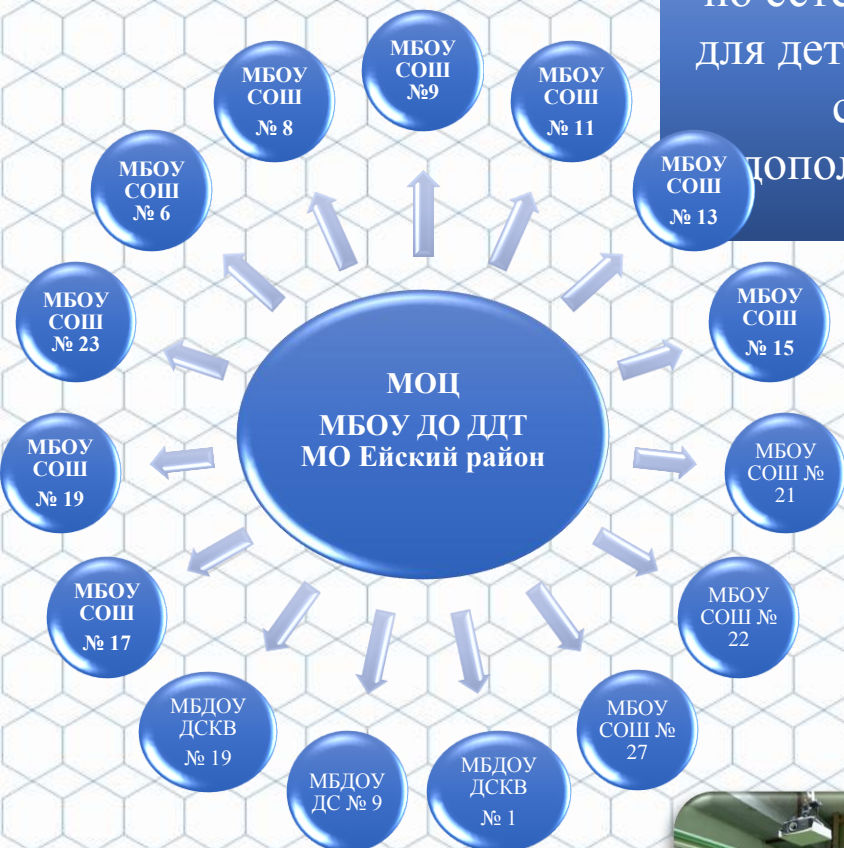 для
МБОУ
СОШ
№9
МБОУ
СОШ
№ 8
МБОУ
СОШ
№ 11
МБОУ
СОШ
№ 6
МБОУ
СОШ
№ 13
МБОУ
СОШ
№ 23
МБОУ
СОШ
№ 15
МОЦ
МБОУ ДО ДДТ
МО Ейский район
МБОУ
СОШ
№ 19
МБОУ
СОШ №
21
МБОУ
СОШ
№ 17
МБОУ
СОШ №
22
МБДОУ
ДСКВ
№ 19
МБОУ
СОШ №
27
МБДОУ
ДС № 9
МБДОУ
ДСКВ
№ 1